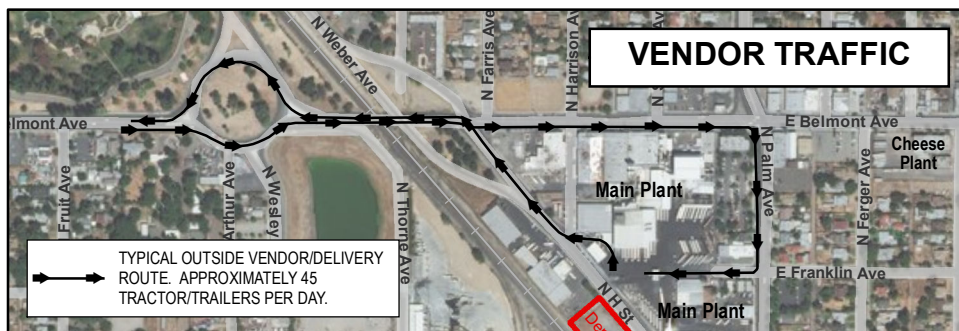 VENDOR TRAFFIC
N Weber Ave
N Farris Ave
N Harrison Ave
elmont Ave
E Belmont Ave
Cheese
Plant
Fruit Ave
Arthur Ave
N Wesley
N Thorne Ave
Main Plant
N Palm Ave
N Ferger Ave
TYPICAL OUTSIDE VENDOR/DELIVERY
ROUTE. APPROXIMATELY 45
TRACTOR/TRAILERS PER DAY.
E Franklin Ave
N H St
Main Plant